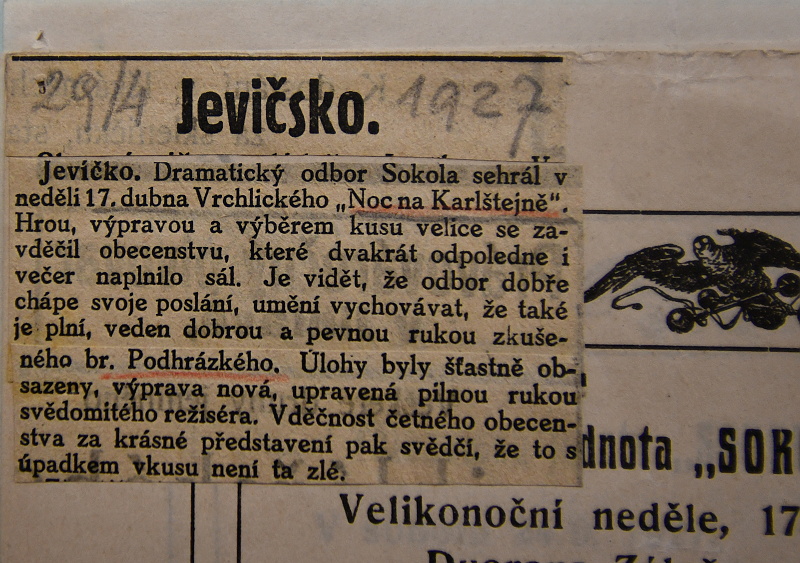 29/4 Jevíčsko. 1927
Jevíčko. Dramatický odbor Sokola sehrál v
neděli 17. dubna Vrchlického „Noc na Karlštejně“.
Hrou, výpravou a výběrem kusu velice se za-
vděčil obecenstvu, které dvakrát odpoledne i
večer naplnilo sál. Je vidět, že odbor dobře
chápe svoje poslání, umění vychovávat, že také
je plní, veden dobrou a pevnou rukou zkuše-
ného br. Podhrázkého. Úlohy byly šťastně ob-
sazeny, výprava nová, upravená pilnou rukou
svědomitého režiséra. Vděčnost četného obecen-
stva za krásné představení pak svědčí, že to s
úpadkem vkusu není ta zlé.
dnota „SOK
Velikonoční neděle, 17